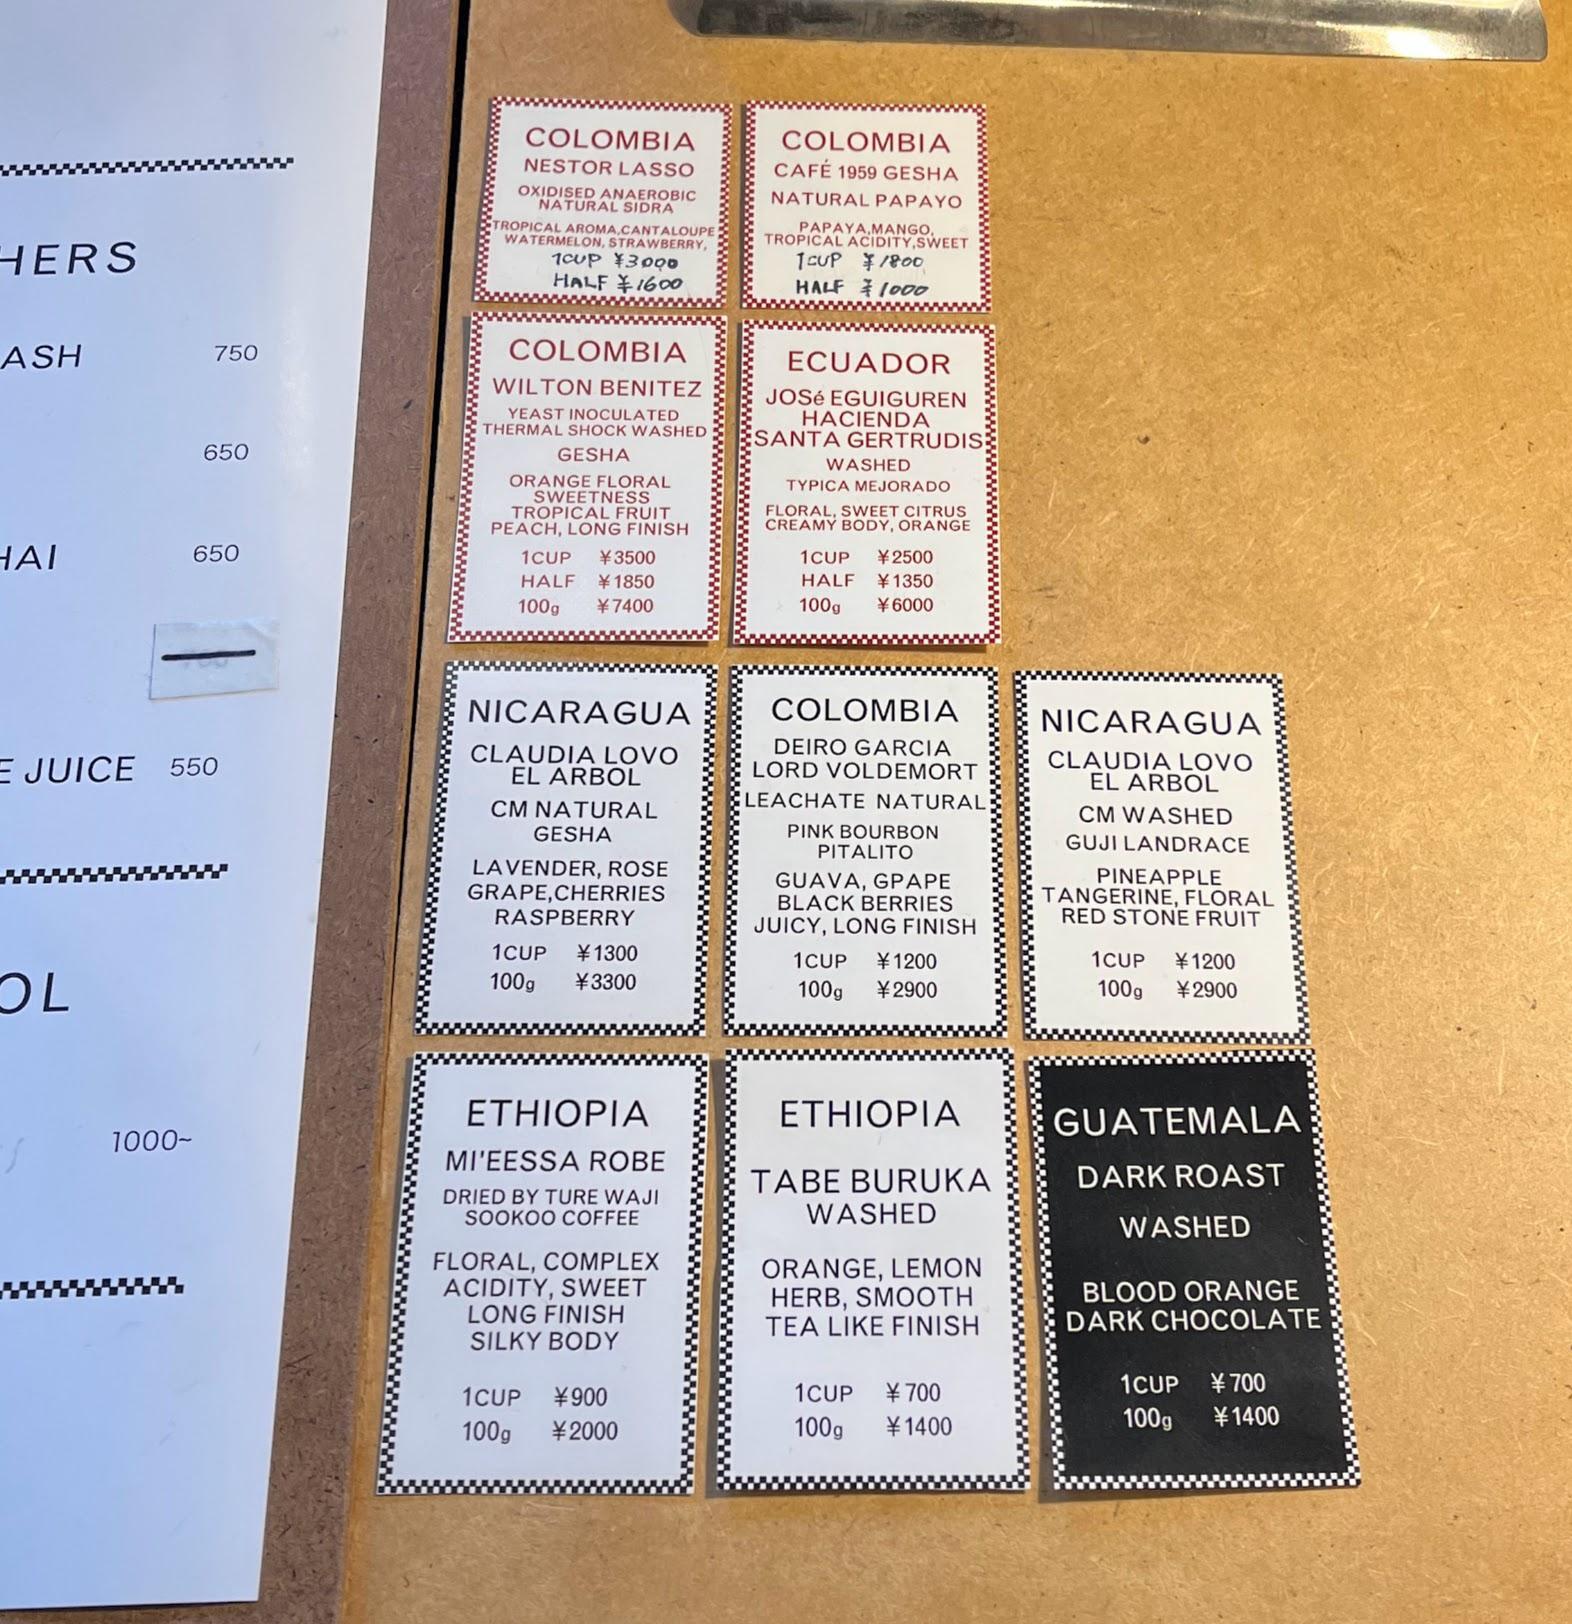 HERS
ASH 750
650
HAI 650
E JUICE 550
OL
1000~
COLOMBIA
NESTOR LASSO
OXIDISED ANAEROBIC
NATURAL SIDRA
TROPICAL AROMA,CANTALOUPE
WATERMELON, STRAWBERRY,
1CUP ¥3000
HALF ¥1600
COLOMBIA
CAFÉ 1959 GESHA
NATURAL PAPAYO
PAPAYA,MANGO,
TROPICAL ACIDITY,SWEET
1CUP ¥1800
HALF ¥1000
COLOMBIA
WILTON BENITEZ
YEAST INOCULATED
THERMAL SHOCK WASHED
GESHA
ORANGE FLORAL
SWEETNESS
TROPICAL FRUIT
PEACH, LONG FINISH
1CUP ¥3500
HALF ¥1850
100g ¥7400
ECUADOR
JOSé EGUIGUREN
HACIENDA
SANTA GERTRUDIS
WASHED
TYPICA MEJORADO
FLORAL, SWEET CITRUS
CREAMY BODY, ORANGE
1CUP ¥2500
HALF ¥1350
100g ¥6000
NICARAGUA
CLAUDIA LOVO
EL ARBOL
CM NATURAL
GESHA
LAVENDER, ROSE
GRAPE,CHERRIES
RASPBERRY
1CUP ¥1300
100g ¥3300
COLOMBIA
DEIRO GARCIA
LORD VOLDEMORT
LEACHATE NATURAL
PINK BOURBON
PITALITO
GUAVA, GPAPE
BLACK BERRIES
JUICY, LONG FINISH
1CUP ¥1200
100g ¥2900
NICARAGUA
CLAUDIA LOVO
EL ARBOL
CM WASHED
GUJI LANDRACE
PINEAPPLE
TANGERINE, FLORAL
RED STONE FRUIT
1CUP ¥1200
100g ¥2900
ETHIOPIA
MI'EESSA ROBE
DRIED BY TURE WAJI
SOOKOO COFFEE
FLORAL, COMPLEX
ACIDITY, SWEET
LONG FINISH
SILKY BODY
1CUP ¥900
100g ¥2000
ETHIOPIA
TABE BURUKA
WASHED
ORANGE, LEMON
HERB, SMOOTH
TEA LIKE FINISH
1CUP ¥700
100g ¥1400
GUATEMALA
DARK ROAST
WASHED
BLOOD ORANGE
DARK CHOCOLATE
1CUP ¥700
100g ¥1400